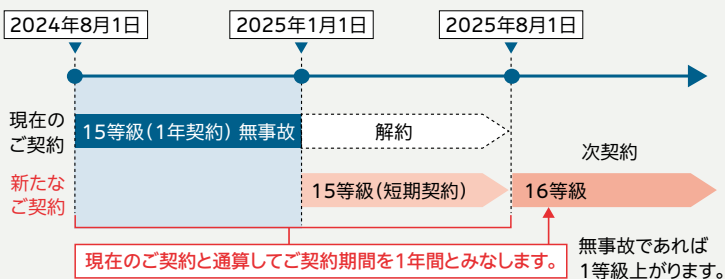 2024年8月1日
2025年1月1日
2025年8月1日
現在の
ご契約
15等級(1年契約) 無事故
解約
次契約
新たな
ご契約
15等級(短期契約)
16等級
現在のご契約と通算してご契約期間を1年間とみなします。
無事故であれば
1等級上がります。